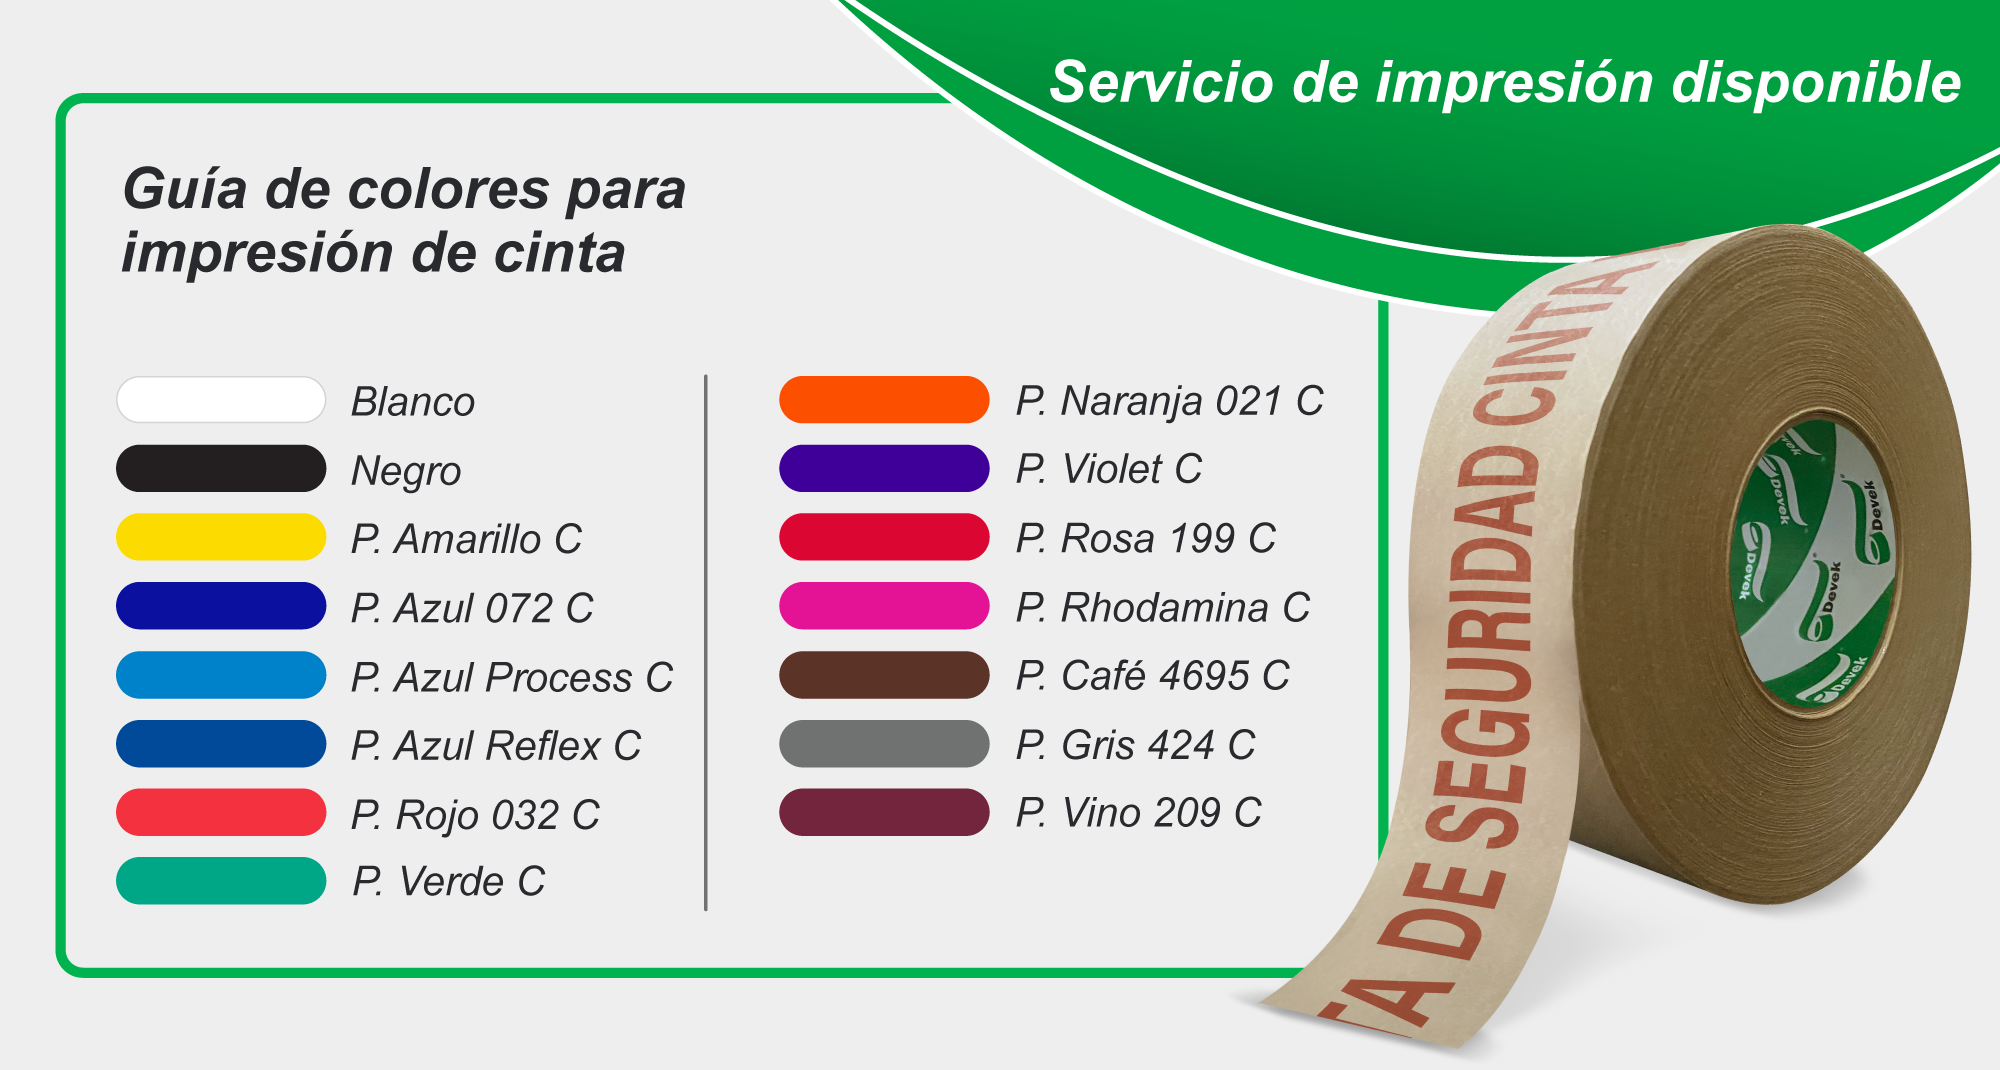 Servicio de impresión disponible
Guía de colores para
impresión de cinta
Blanco
Negro
P. Amarillo C
P. Azul 072 C
P. Azul Process C
P. Azul Reflex C
P. Rojo 032 C
P. Verde C
P. Naranja 021 C
P. Violet C
P. Rosa 199 C
P. Rhodamina C
P. Café 4695 C
P. Gris 424 C
P. Vino 209 C
TA DE SEGURIDAD CINTA
Devek
Devek
Devek
Devek
Devek
Devek